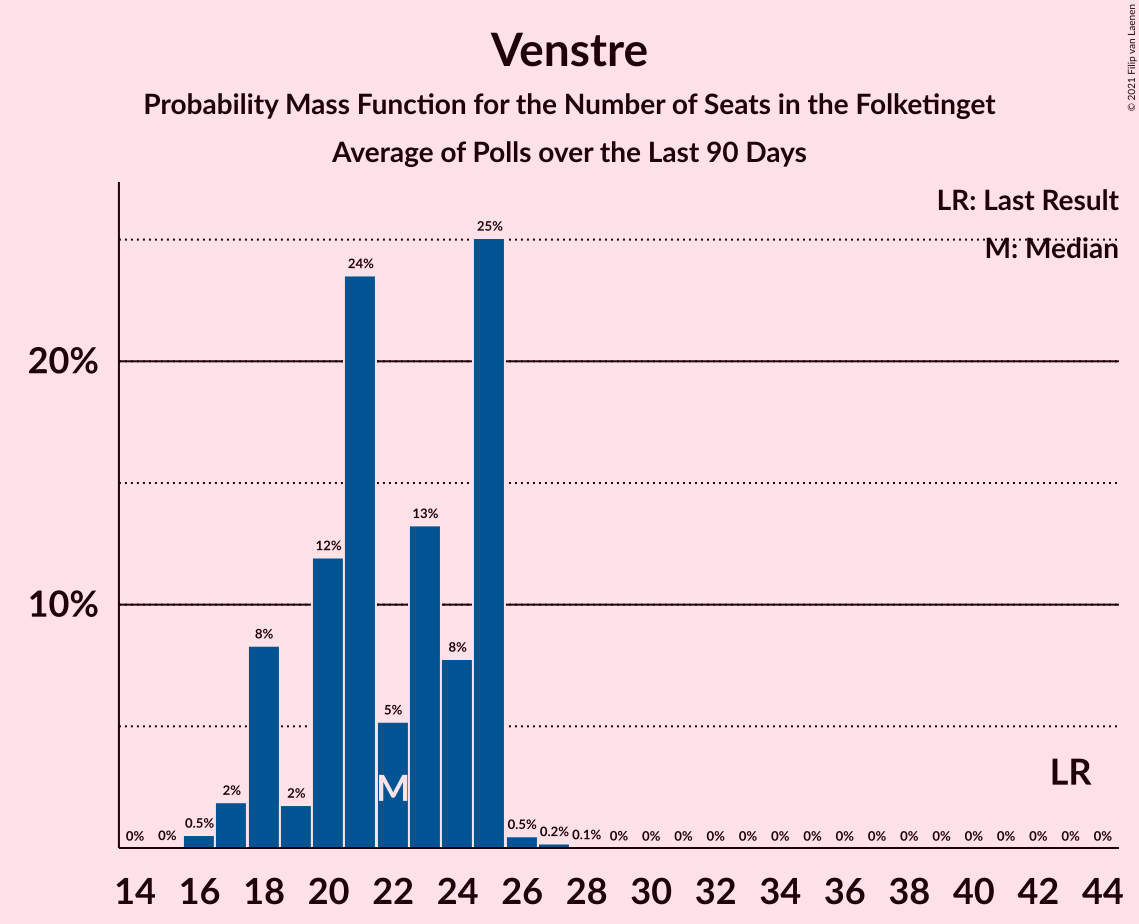 Venstre
Probability Mass Function for the Number of Seats in the Folketinget
Average of Polls over the Last 90 Days
© 2021 Filip van Laenen
LR: Last Result
M: Median
20%
10%
0% 0% 0.5% 2% 8% 2% 12% 24% 5% 13% 8% 25% 0.5% 0.2% 0.1% 0% 0% 0% 0% 0% 0% 0% 0% 0% 0% 0% 0% 0% 0% 0% 0%
M
LR
14 16 18 20 22 24 26 28 30 32 34 36 38 40 42 44